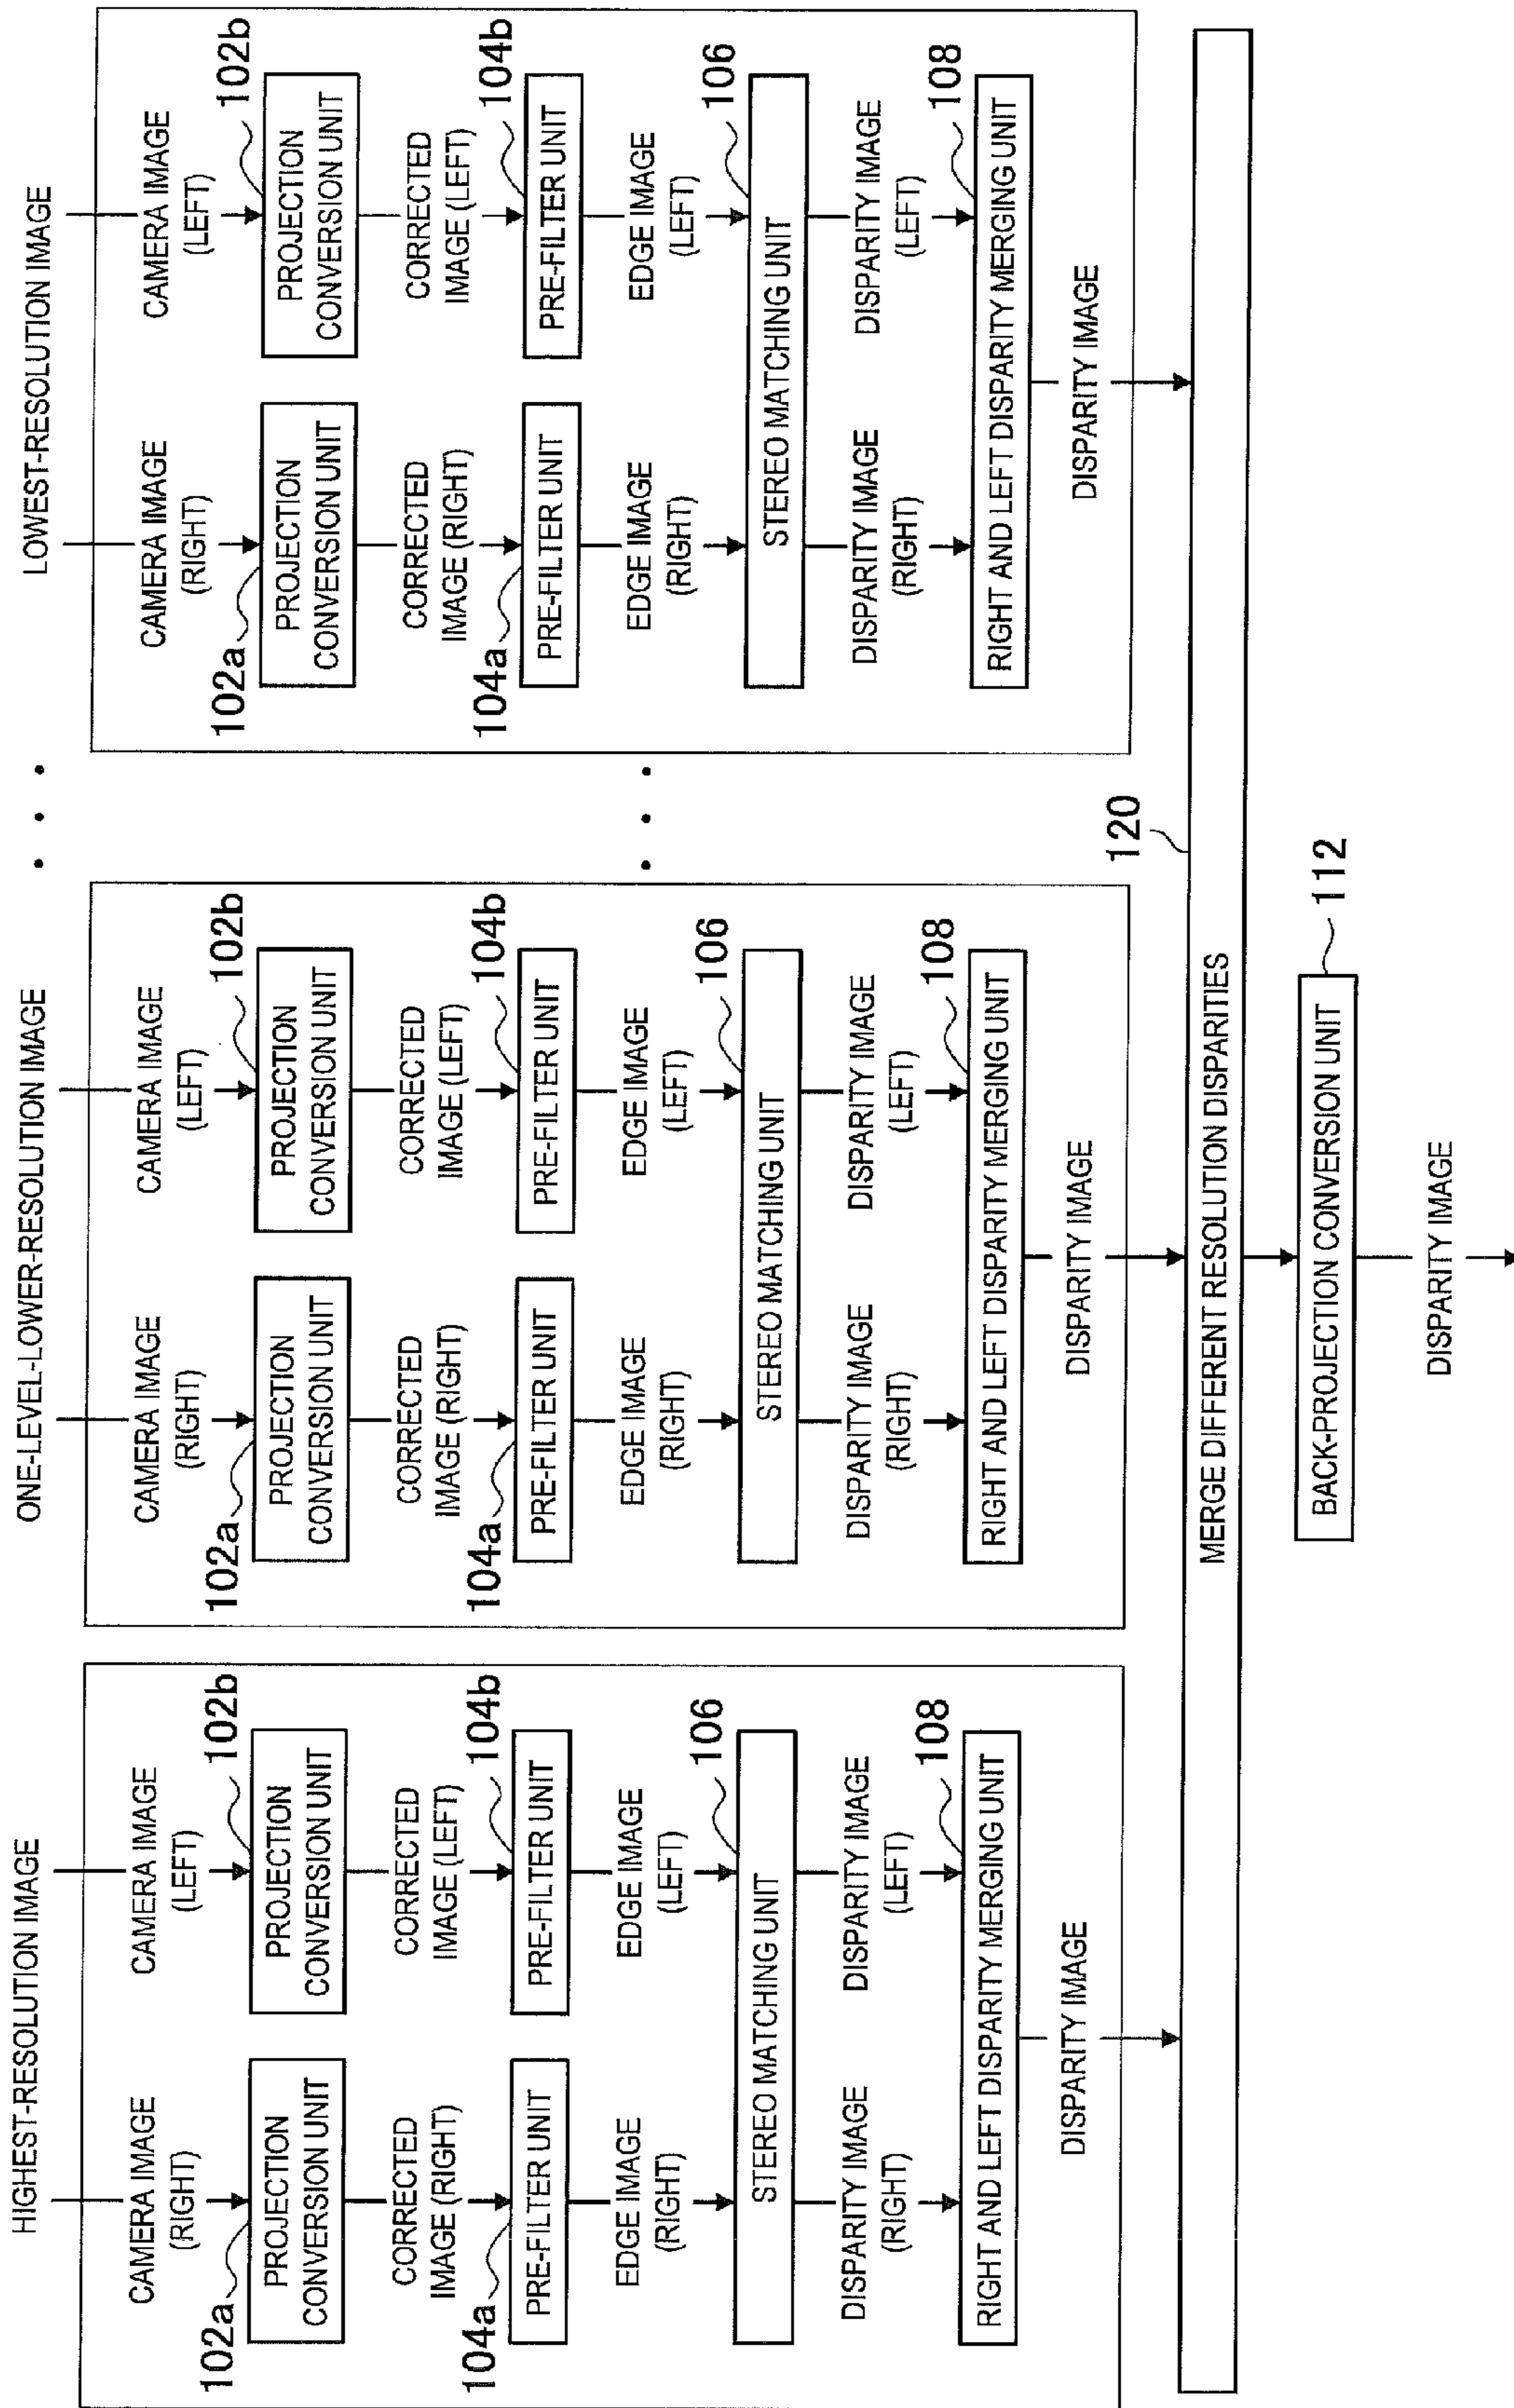 HIGHEST-RESOLUTION IMAGE
CAMERA IMAGE
(RIGHT)
CAMERA IMAGE
(LEFT)
102a
PROJECTION
CONVERSION UNIT
102b
PROJECTION
CONVERSION UNIT
CORRECTED
IMAGE (RIGHT)
CORRECTED
IMAGE (LEFT)
104a
PRE-FILTER UNIT
104b
PRE-FILTER UNIT
EDGE IMAGE
(RIGHT)
EDGE IMAGE
(LEFT)
106
STEREO MATCHING UNIT
DISPARITY IMAGE
(RIGHT)
DISPARITY IMAGE
(LEFT)
108
RIGHT AND LEFT DISPARITY MERGING UNIT
DISPARITY IMAGE
ONE-LEVEL-LOWER-RESOLUTION IMAGE
CAMERA IMAGE
(RIGHT)
CAMERA IMAGE
(LEFT)
102a
PROJECTION
CONVERSION UNIT
102b
PROJECTION
CONVERSION UNIT
CORRECTED
IMAGE (RIGHT)
CORRECTED
IMAGE (LEFT)
104a
PRE-FILTER UNIT
104b
PRE-FILTER UNIT
EDGE IMAGE
(RIGHT)
EDGE IMAGE
(LEFT)
106
STEREO MATCHING UNIT
DISPARITY IMAGE
(RIGHT)
DISPARITY IMAGE
(LEFT)
108
RIGHT AND LEFT DISPARITY MERGING UNIT
DISPARITY IMAGE
LOWEST-RESOLUTION IMAGE
CAMERA IMAGE
(RIGHT)
CAMERA IMAGE
(LEFT)
102a
PROJECTION
CONVERSION UNIT
102b
PROJECTION
CONVERSION UNIT
CORRECTED
IMAGE (RIGHT)
CORRECTED
IMAGE (LEFT)
104a
PRE-FILTER UNIT
104b
PRE-FILTER UNIT
EDGE IMAGE
(RIGHT)
EDGE IMAGE
(LEFT)
106
STEREO MATCHING UNIT
DISPARITY IMAGE
(RIGHT)
DISPARITY IMAGE
(LEFT)
108
RIGHT AND LEFT DISPARITY MERGING UNIT
DISPARITY IMAGE
120
MERGE DIFFERENT RESOLUTION DISPARITIES
BACK-PROJECTION CONVERSION UNIT
112
DISPARITY IMAGE